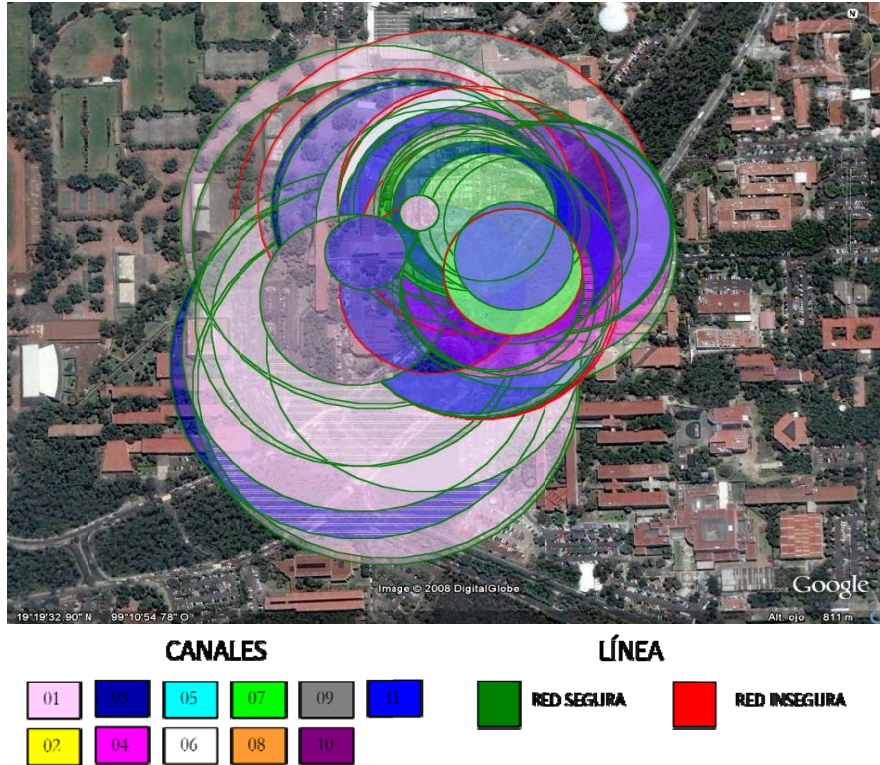 N
Image © 2008 DigitalGlobe
2008 Google
19°19'32.90" N 99°10'54.78" O
Alt. ojo 811 m
CANALES
LÍNEA
01 03 05 07 09 11
RED SEGURA
RED INSEGURA
02 04 06 08 10